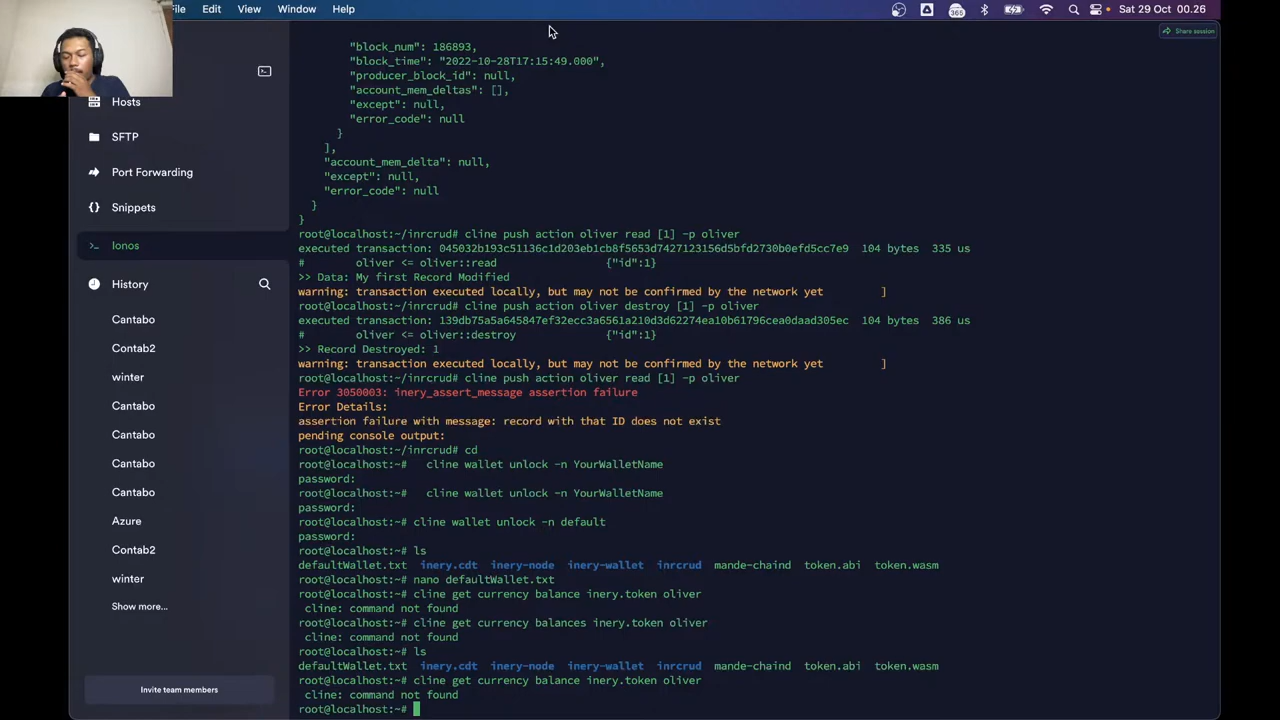 File Edit View Window Help Sat 29 Oct 00.26
Share session
Hosts
SFTP
Port Forwarding
Snippets
Ionos
History
Cantabo
Contab2
winter
Cantabo
Cantabo
Cantabo
Cantabo
Azure
Contab2
winter
Show more...
Invite team members
"block_num": 186893,
"block_time": "2022-10-28T17:15:49.000",
"producer_block_id": null,
"account_mem_deltas": [],
"except": null,
"error_code": null
}
],
"account_mem_delta": null,
"except": null,
"error_code": null
}
}
root@localhost:~/inrcrud# cline push action oliver read [1] -p oliver
executed transaction: 045032b193c51136c1d203eb1cb8f5653d7427123156d5bfd2730b0efd5cc7e9 104 bytes 335 us
# oliver <= oliver::read {"id":1}
>> Data: My first Record Modified
warning: transaction executed locally, but may not be confirmed by the network yet ]
root@localhost:~/inrcrud# cline push action oliver destroy [1] -p oliver
executed transaction: 139db75a5a645847ef32ecc3a6561a210d3d62274ea10b61796cea0daad305ec 104 bytes 386 us
# oliver <= oliver::destroy {"id":1}
>> Record Destroyed: 1
warning: transaction executed locally, but may not be confirmed by the network yet ]
root@localhost:~/inrcrud# cline push action oliver read [1] -p oliver
Error 3050003: inery_assert_message assertion failure
Error Details:
assertion failure with message: record with that ID does not exist
pending console output:
root@localhost:~/inrcrud# cd
root@localhost:~# cline wallet unlock -n YourWalletName
password:
root@localhost:~# cline wallet unlock -n YourWalletName
password:
root@localhost:~# cline wallet unlock -n default
password:
root@localhost:~# ls
defaultWallet.txt inery.cdt inery-node inery-wallet inrcrud mande-chaind token.abi token.wasm
root@localhost:~# nano defaultWallet.txt
root@localhost:~# cline get currency balance inery.token oliver
cline: command not found
root@localhost:~# cline get currency balances inery.token oliver
cline: command not found
root@localhost:~# ls
defaultWallet.txt inery.cdt inery-node inery-wallet inrcrud mande-chaind token.abi token.wasm
root@localhost:~# cline get currency balance inery.token oliver
cline: command not found
root@localhost:~#